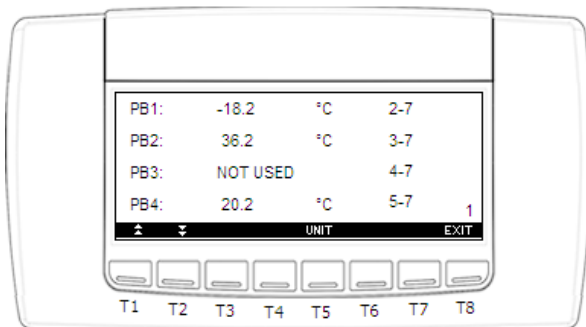 PB1: -18.2 °C 2-7
PB2: 36.2 °C 3-7
PB3: NOT USED 4-7
PB4: 20.2 °C 5-7
1
UNIT EXIT
T1 T2 T3 T4 T5 T6 T7 T8